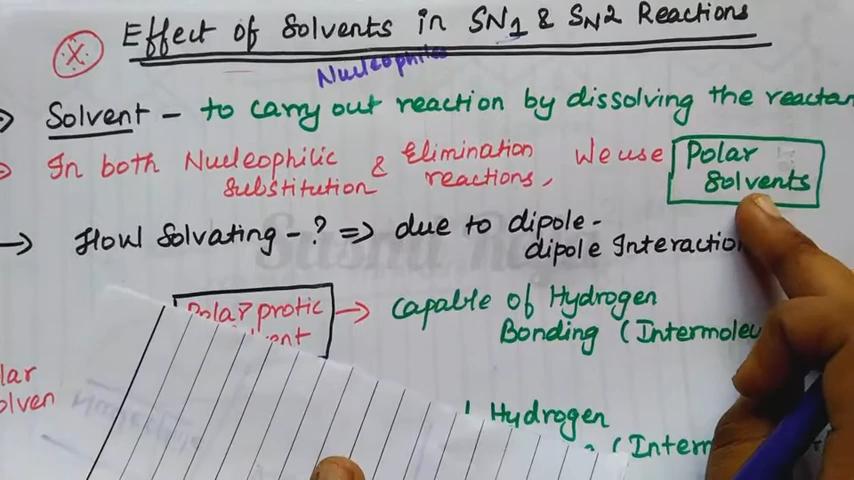 Effect of Solvents in SN1 & SN2 Reactions
Nucleophilic
Solvent - to carry out reaction by dissolving the reactan
In both Nucleophilic substitution & Elimination reactions, We use Polar Solvents
How Solvating - ? => due to dipole-
dipole Interaction
Polar protic
→ capable of Hydrogen
Bonding (Intermolecu
lar
olven
Hydrogen
(Interm